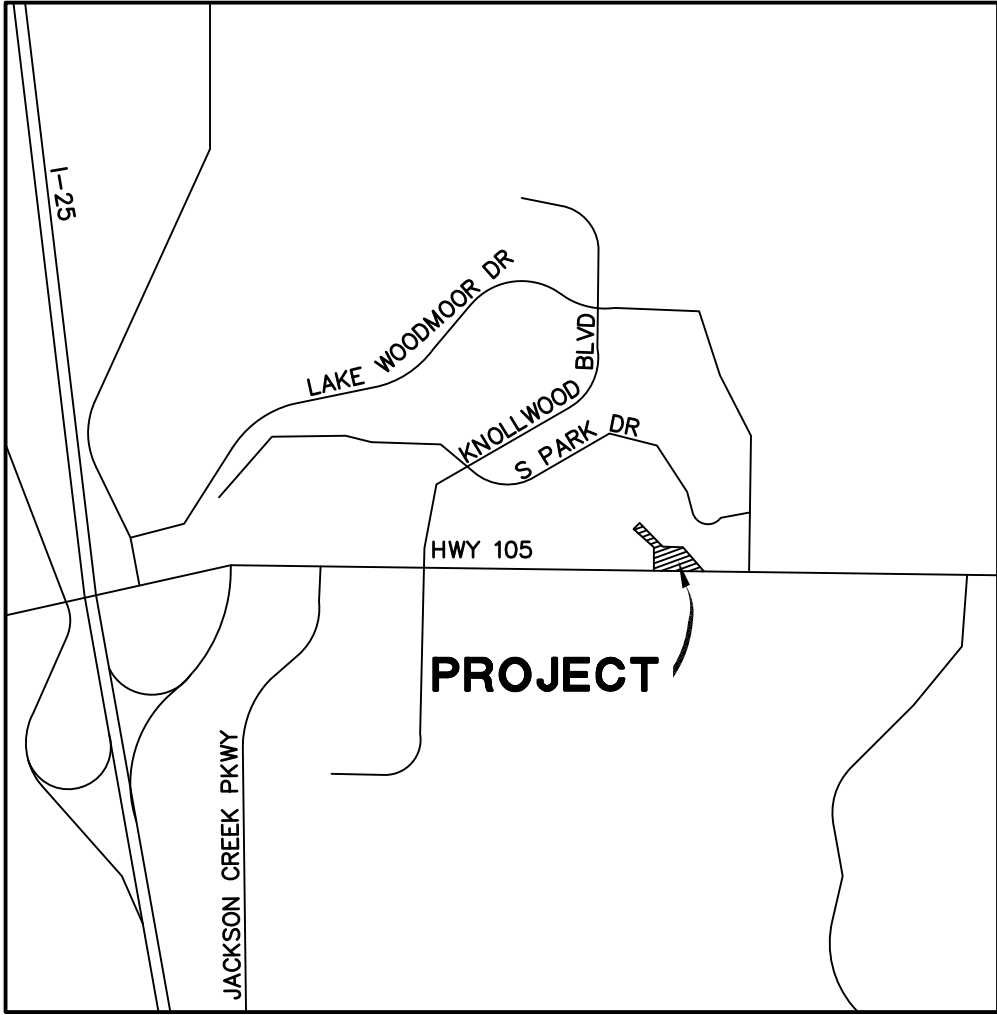 I-25
LAKE WOODMOOR DR
KNOLLWOOD BLVD
S PARK DR
HWY 105
PROJECT
JACKSON CREEK PKWY